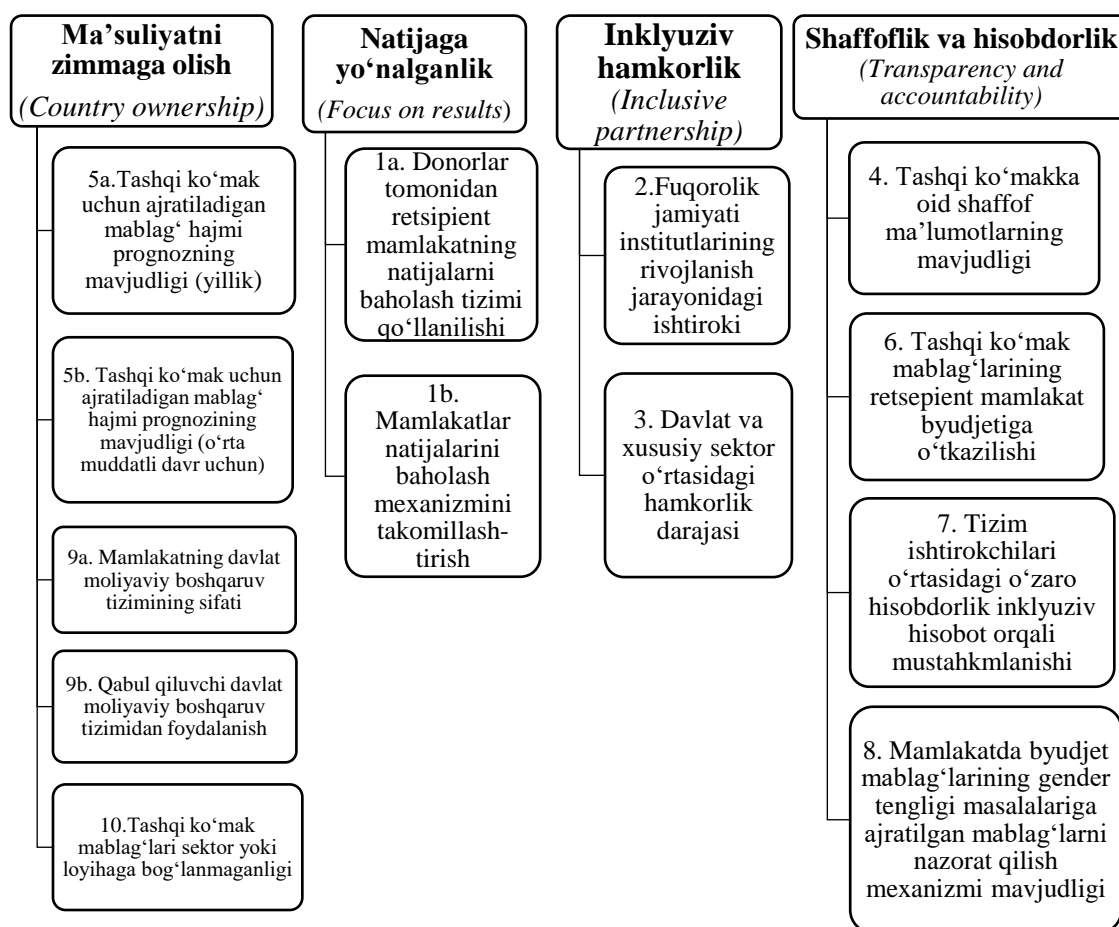 Ma'suliyatni
zimmaga olish
(Country ownership)
5a.Tashqi ko‘mak
uchun ajratiladigan
mablag‘ hajmi
prognozning
mavjudligi (yillik)
5b. Tashqi ko‘mak uchun
ajratiladigan mablag‘
hajmi prognozining
mavjudligi (o‘rta
muddatli davr uchun)
9a. Mamlakatning davlat
moliyaviy boshqaruv
tizimining sifati
9b. Qabul qiluvchi davlat
moliyaviy boshqaruv
tizimidan foydalanish
10.Tashqi ko‘mak
mablag‘lari sektor yoki
loyihaga bog‘lanmaganligi
Natijaga
yo‘nalganlik
(Focus on results)
1a. Donorlar
tomonidan
retsipient
mamlakatning
natijalarni
baholash tizimi
qo‘llanilishi
1b.
Mamlakatlar
natijalarini
baholash
mexanizmini
takomillash-
tirish
Inklyuziv
hamkorlik
(Inclusive
partnership)
2.Fuqorolik
jamiyati
institutlarining
rivojlanish
jarayonidagi
ishtiroki
3. Davlat va
xususiy sektor
o‘rtasidagi
hamkorlik
darajasi
Shaffoflik va hisobdorlik
(Transparency and
accountability)
4. Tashqi ko‘makka
oid shaffof
ma’lumotlarning
mavjudligi
6. Tashqi ko‘mak
mablag‘larining
retsepient mamlakat
byudjetiga
o‘tkazilishi
7. Tizim
ishtirokchilari
o‘rtasidagi o‘zaro
hisobdorlik inklyuziv
hisobot orqali
mustahkmlanishi
8. Mamlakatda byudjet
mablag‘larining gender
tengligi masalalariga
ajratilgan mablag‘larni
nazorat qilish
mexanizmi mavjudligi